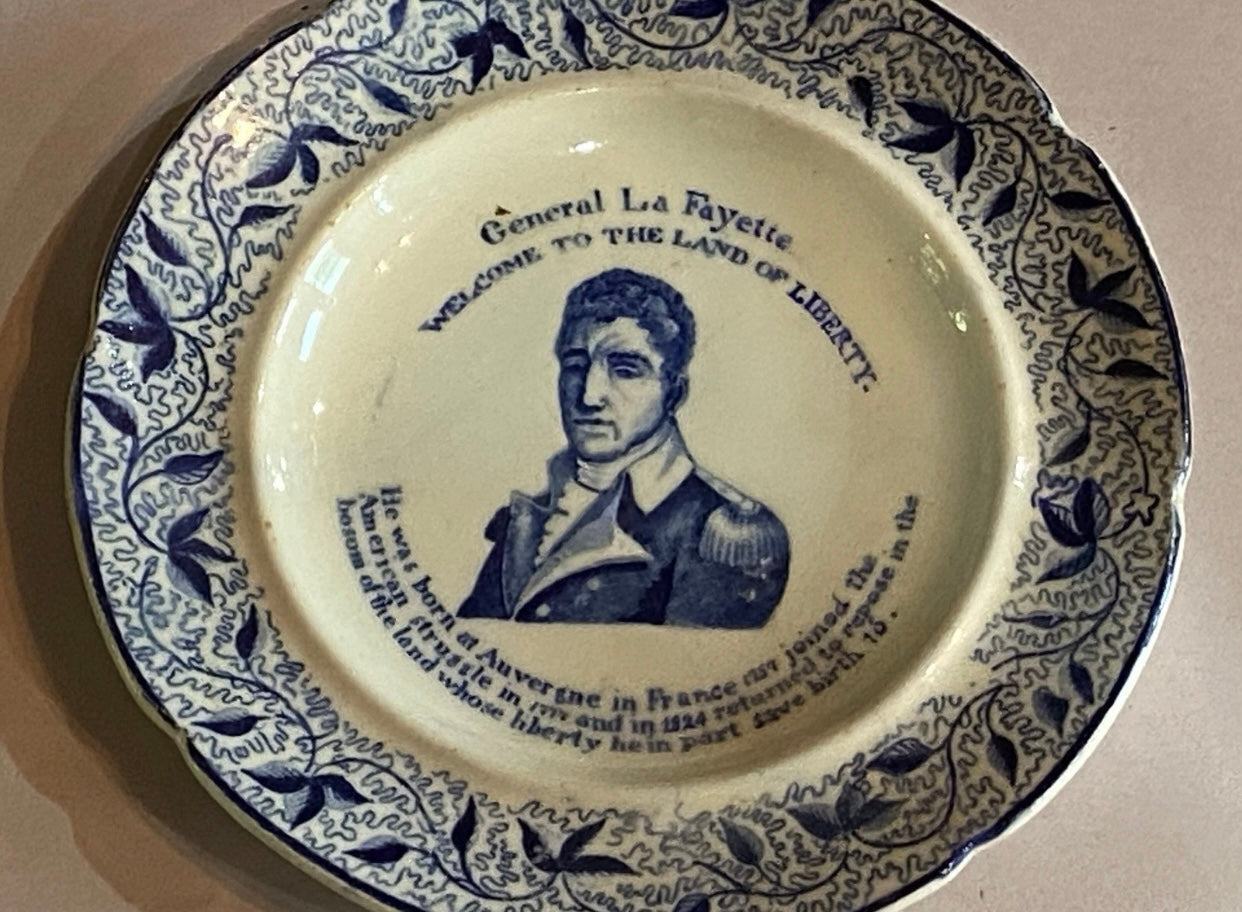 General La Fayette
WELCOME TO THE LAND OF LIBERTY.
He was born at Auvergne in France joined the
American struggle in and in 1824 returned to repose in the
bosom of the land whose liberty he in part gave birth to.